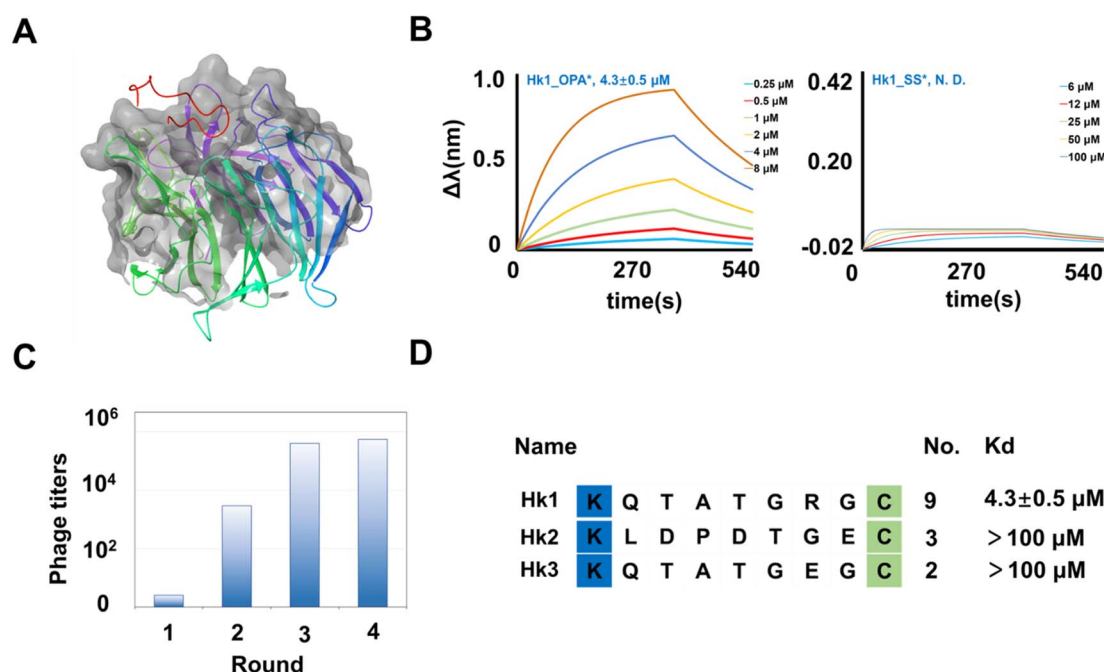 A
B
Hk1_OPA*, 4.3±0.5 μM
1.0
0.5
0
Δλ(nm)
0 270 540
time(s)
0.25 μM
0.5 μM
1 μM
2 μM
4 μM
8 μM
Hk1_SS*, N. D.
0.42
0.20
-0.02
0 270 540
time(s)
6 μM
12 μM
25 μM
50 μM
100 μM
C
10⁶
10⁴
10²
0
Phage titers
1 2 3 4
Round
D
Name No. Kd
Hk1 K Q T A T G R G C 9 4.3±0.5 μM
Hk2 K L D P D T G E C 3 >100 μM
Hk3 K Q T A T G E G C 2 >100 μM